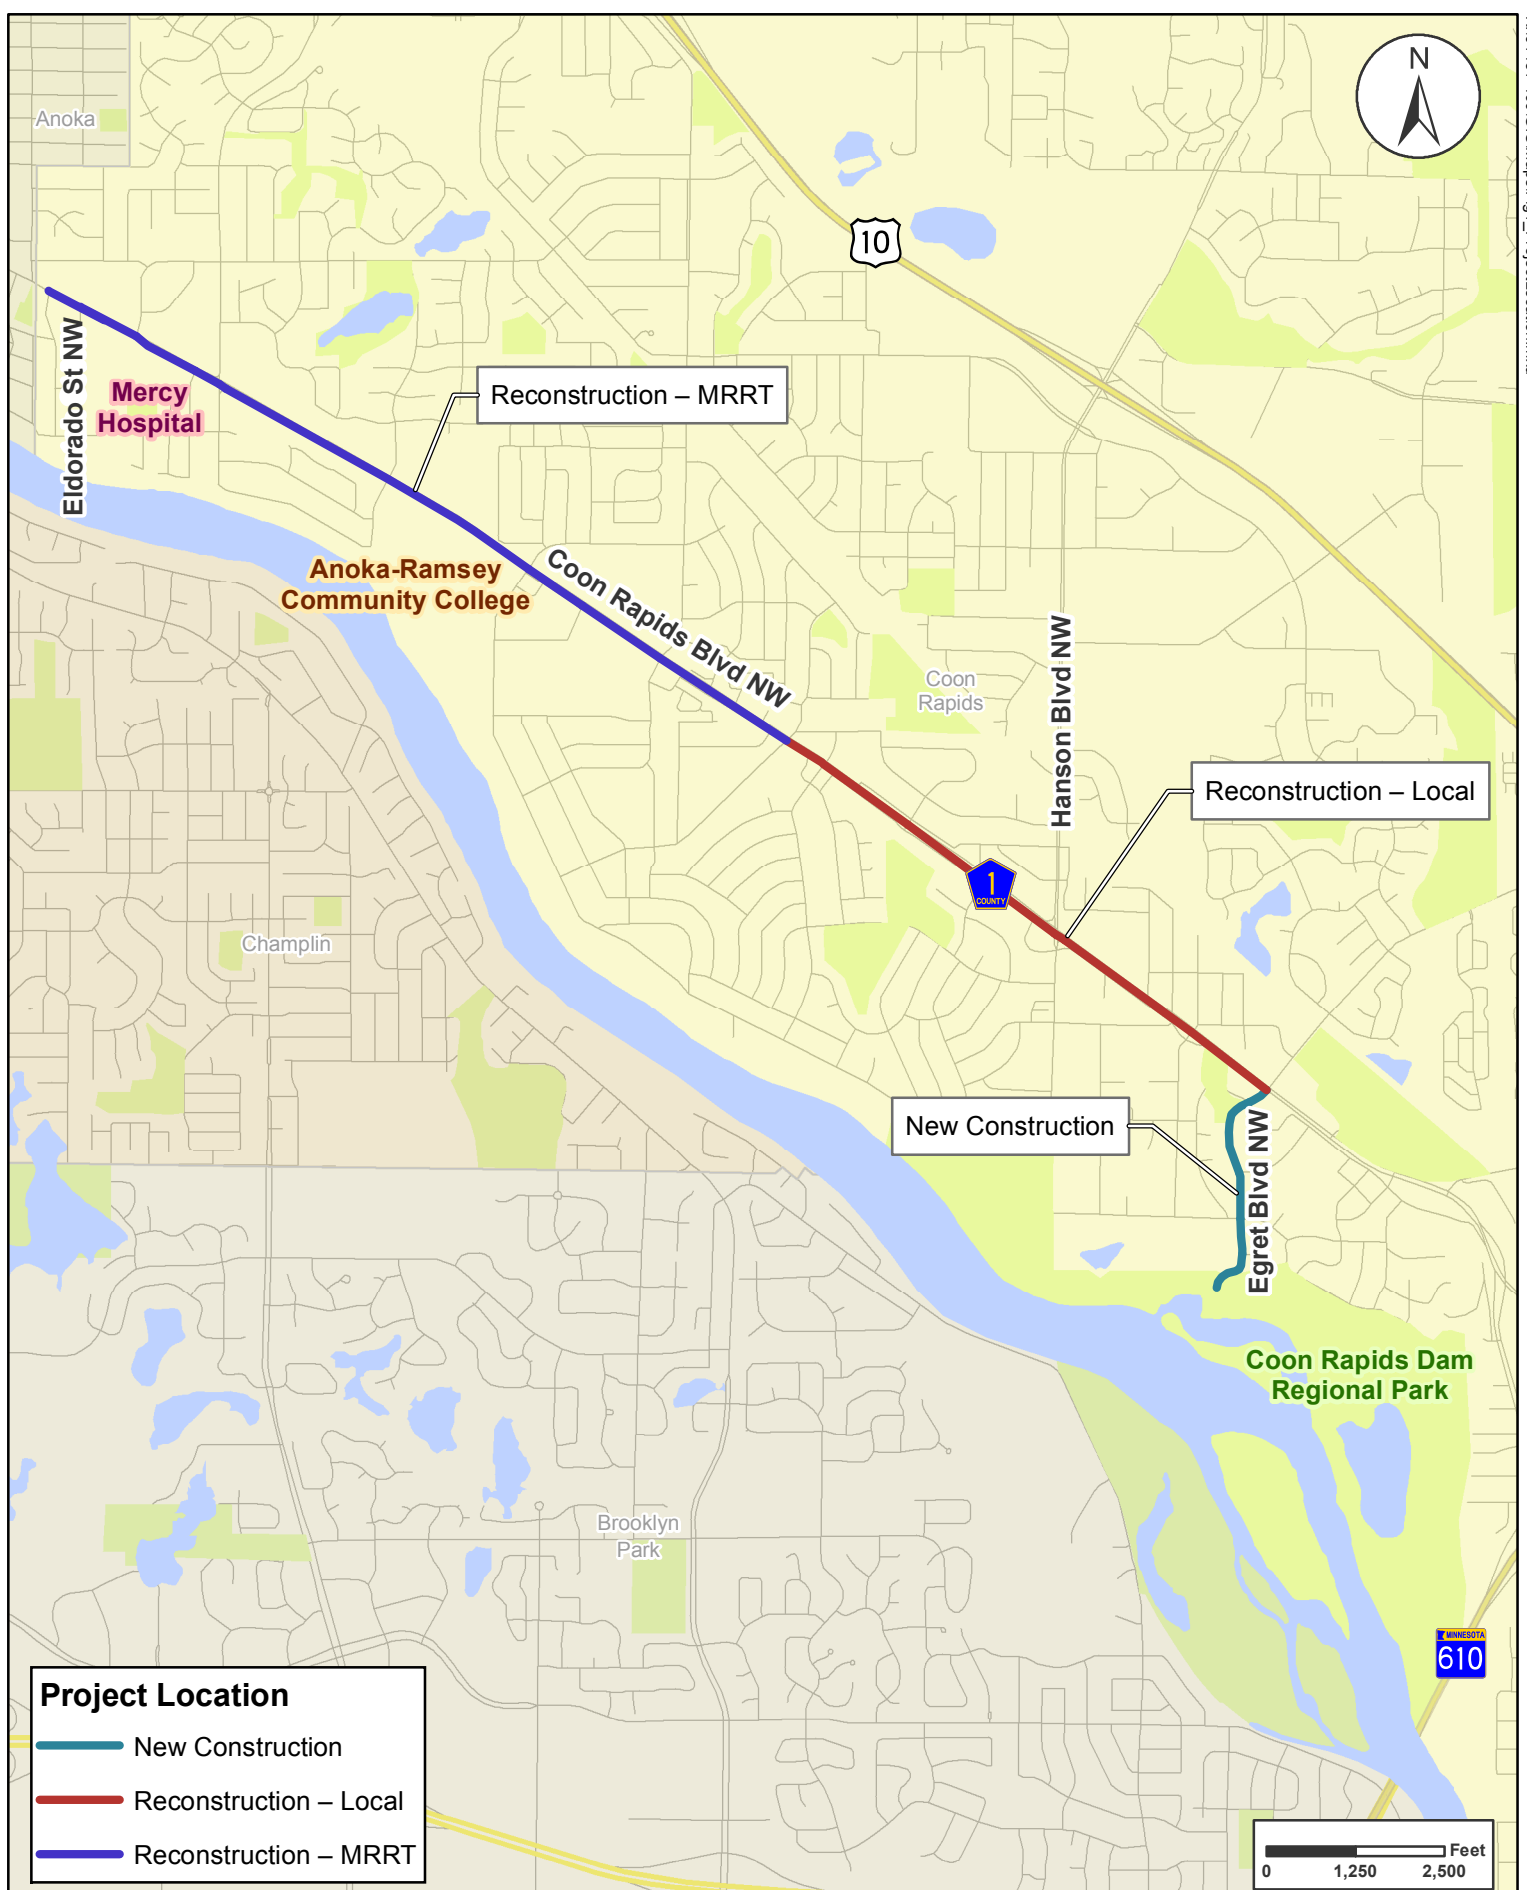 N
Anoka
10
Eldorado St NW
Mercy
Hospital
Reconstruction – MRRT
Anoka-Ramsey
Community College
Coon Rapids Blvd NW
Coon
Rapids
Hanson Blvd NW
Reconstruction – Local
1
COUNTY
Champlin
New Construction
Egret Blvd NW
Coon Rapids Dam
Regional Park
Brooklyn
Park
MINNESOTA
610
Project Location
New Construction
Reconstruction – Local
Reconstruction – MRRT
Feet
0 1,250 2,500